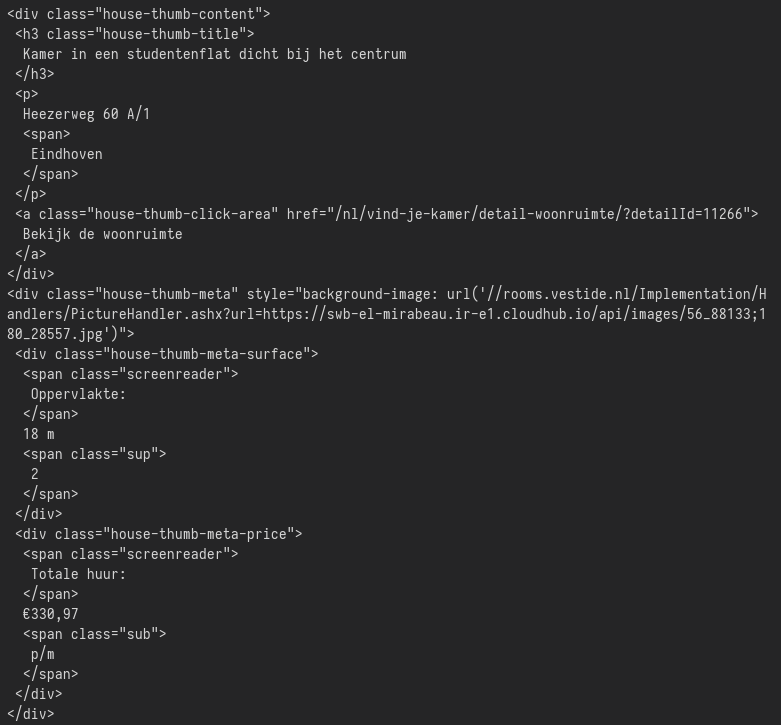 <div class="house-thumb-content">
 <h3 class="house-thumb-title">
  Kamer in een studentenflat dicht bij het centrum
 </h3>
 <p>
  Heezerweg 60 A/1
  <span>
   Eindhoven
  </span>
 </p>
 <a class="house-thumb-click-area" href="/nl/vind-je-kamer/detail-woonruimte/?detailId=11266">
  Bekijk de woonruimte
 </a>
</div>
<div class="house-thumb-meta" style="background-image: url('//rooms.vestide.nl/Implementation/H
andlers/PictureHandler.ashx?url=https://swb-el-mirabeau.ir-e1.cloudhub.io/api/images/56_88133;1
80_28557.jpg')">
 <div class="house-thumb-meta-surface">
  <span class="screenreader">
   Oppervlakte:
  </span>
  18 m
  <span class="sup">
   2
  </span>
 </div>
 <div class="house-thumb-meta-price">
  <span class="screenreader">
   Totale huur:
  </span>
  €330,97
  <span class="sub">
   p/m
  </span>
 </div>
</div>